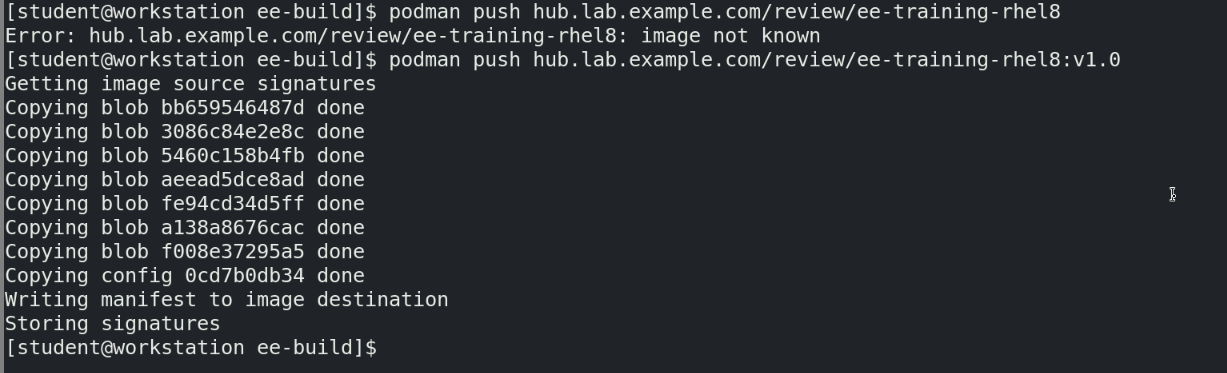 [student@workstation ee-build]$ podman push hub.lab.example.com/review/ee-training-rhel8
Error: hub.lab.example.com/review/ee-training-rhel8: image not known
[student@workstation ee-build]$ podman push hub.lab.example.com/review/ee-training-rhel8:v1.0
Getting image source signatures
Copying blob bb659546487d done
Copying blob 3086c84e2e8c done
Copying blob 5460c158b4fb done
Copying blob aeead5dce8ad done
Copying blob fe94cd34d5ff done
Copying blob a138a8676cac done
Copying blob f008e37295a5 done
Copying config 0cd7b0db34 done
Writing manifest to image destination
Storing signatures
[student@workstation ee-build]$